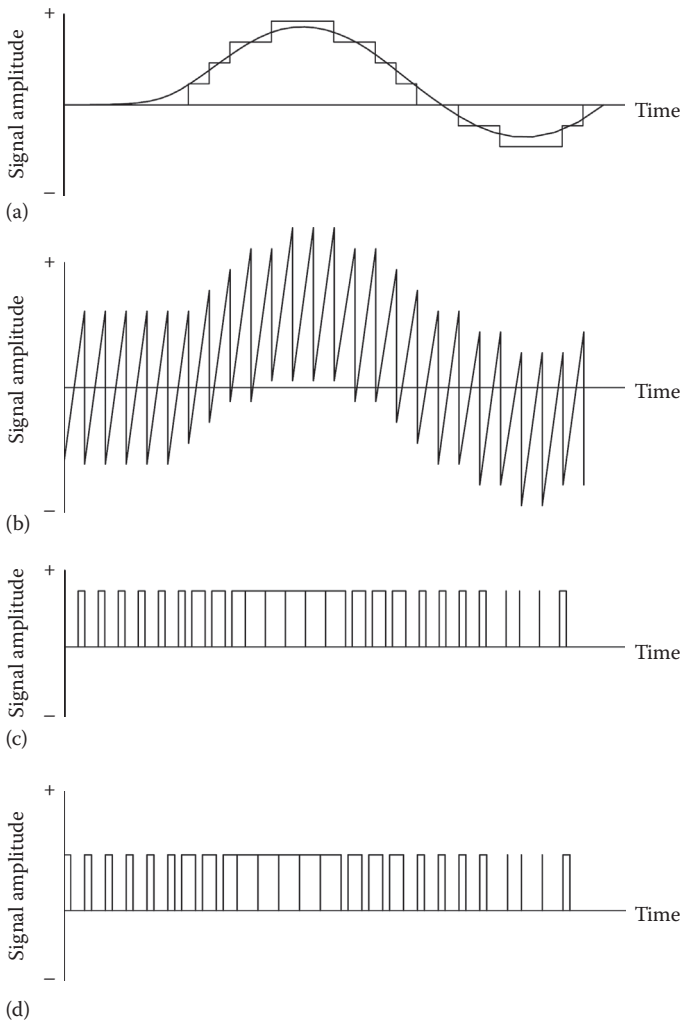 +
Signal amplitude
Time
–
(a)
+
Signal amplitude
Time
–
(b)
+
Signal amplitude
Time
–
(c)
+
Signal amplitude
Time
–
(d)